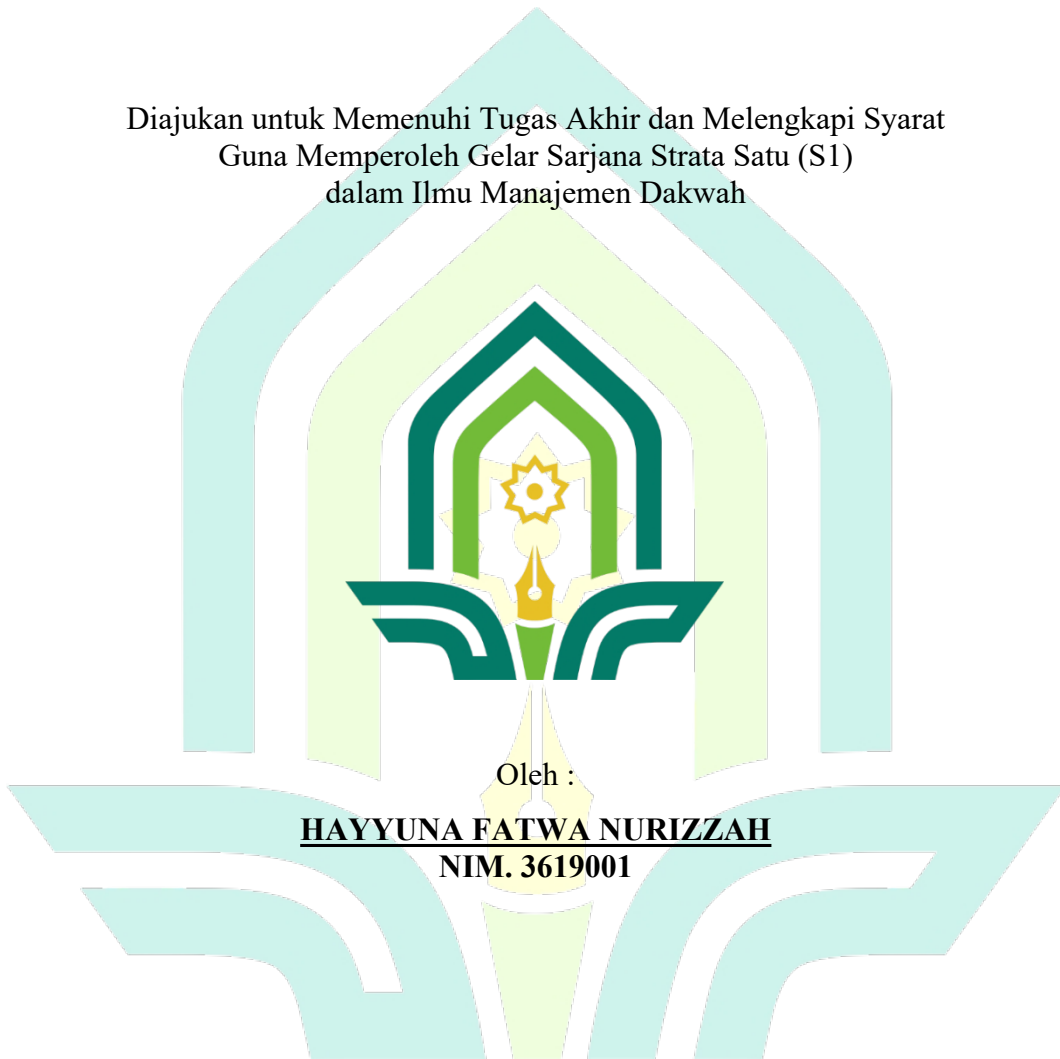 Diajukan untuk Memenuhi Tugas Akhir dan Melengkapi Syarat
Guna Memperoleh Gelar Sarjana Strata Satu (S1)
dalam Ilmu Manajemen Dakwah
Oleh :
HAYYUNA FATWA NURIZZAH
NIM. 3619001